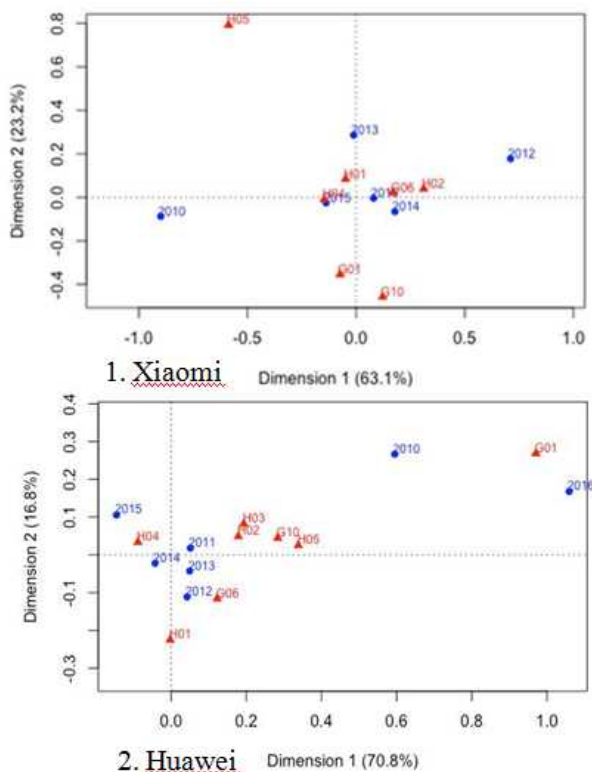 0.8
H05
0.6
0.4
2013
2012
0.2
H01
G06
H02
0.0
2015
2014
2010
-0.2
G01
-0.4
G10
Dimension 2 (23.2%)
-1.0 -0.5 0.0 0.5 1.0
1. Xiaomi Dimension 1 (63.1%)
0.4
0.3
2010
G01
2016
2015
0.1
H03
H02
G10
H05
H04
2011
2014
2013
-0.1
2012
G06
H01
-0.3
Dimension 2 (16.8%)
0.0 0.2 0.4 0.6 0.8 1.0
2. Huawei Dimension 1 (70.8%)